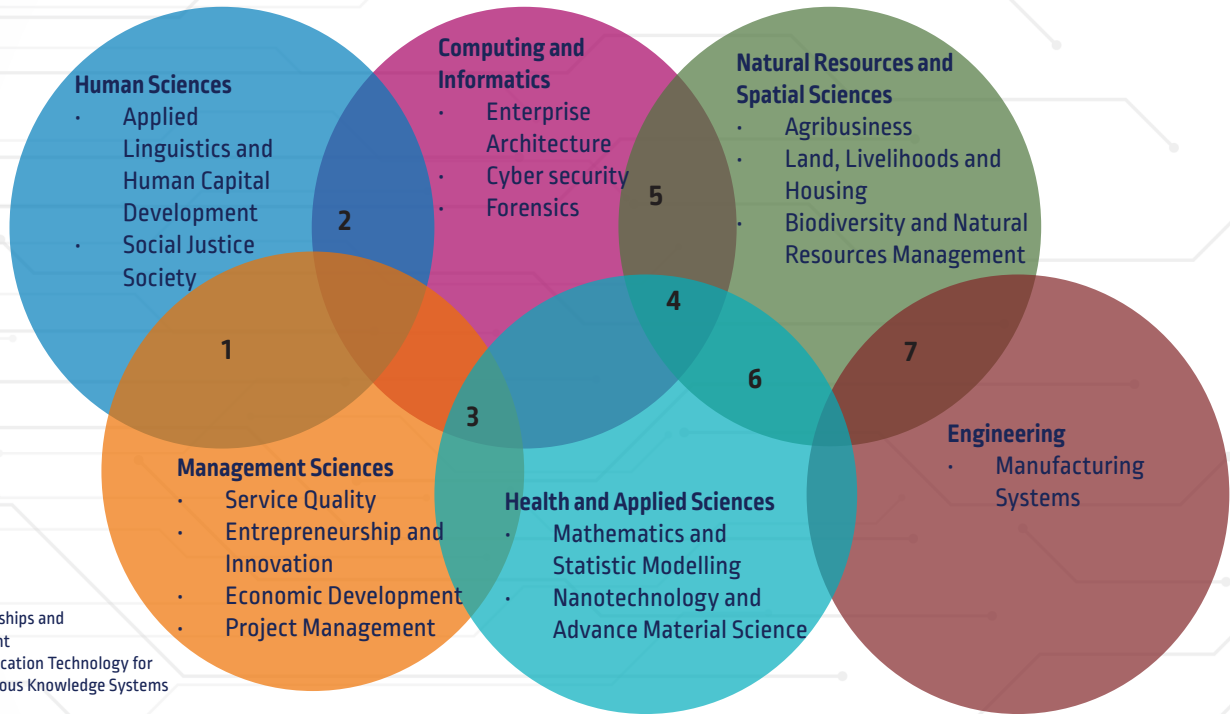 Human Sciences
· Applied
Linguistics and
Human Capital
Development
· Social Justice
Society
Computing and
Informatics
· Enterprise
Architecture
· Cyber security
· Forensics
Natural Resources and
Spatial Sciences
· Agribusiness
· Land, Livelihoods and
Housing
· Biodiversity and Natural
Resources Management
2
5
4
1
7
6
3
Management Sciences
· Service Quality
· Entrepreneurship and
Innovation
· Economic Development
· Project Management
Health and Applied Sciences
· Mathematics and
Statistic Modelling
· Nanotechnology and
Advance Material Science
Engineering
· Manufacturing
Systems
ships and
nt
ication Technology for
ous Knowledge Systems